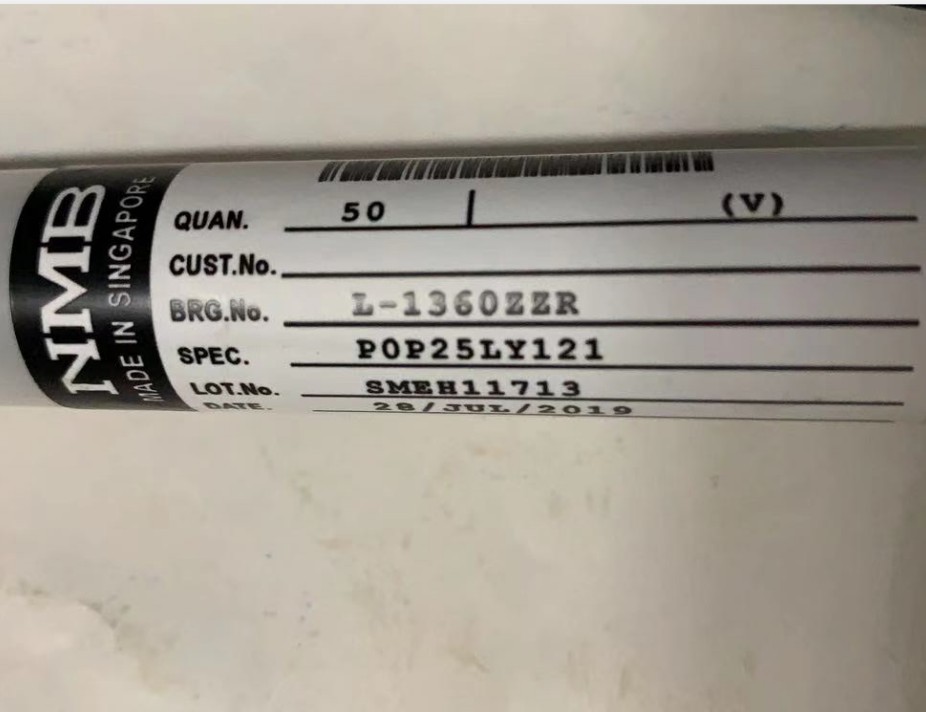 NMB
MADE IN SINGAPORE
QUAN. 50 | (V)
CUST.No.
BRG.No. L-1360ZZR
SPEC. P0P25LY121
LOT.No. SMEH11713
DATE. 28/JUL/2019